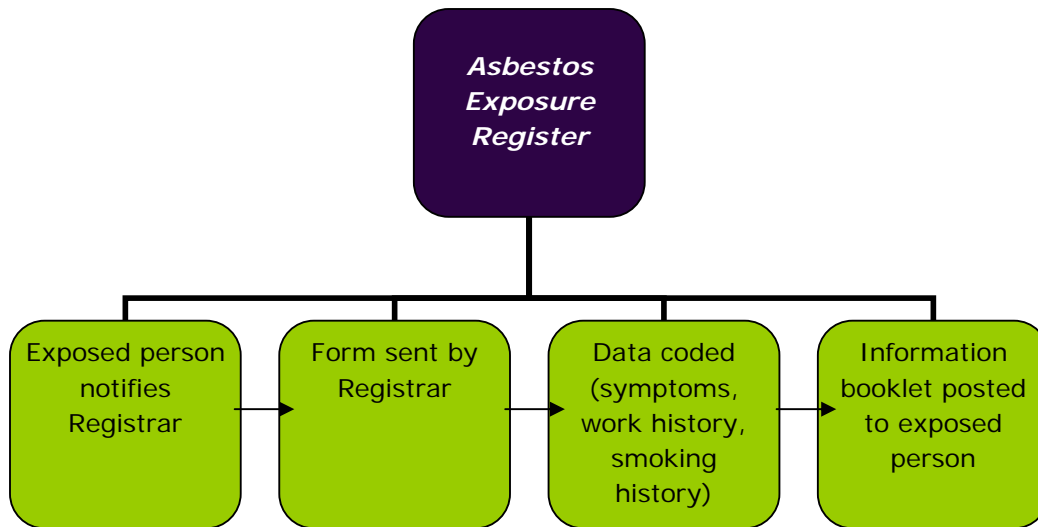 Asbestos
Exposure
Register
Exposed person
notifies
Registrar
Form sent by
Registrar
Data coded
(symptoms,
work history,
smoking
history)
Information
booklet posted
to exposed
person